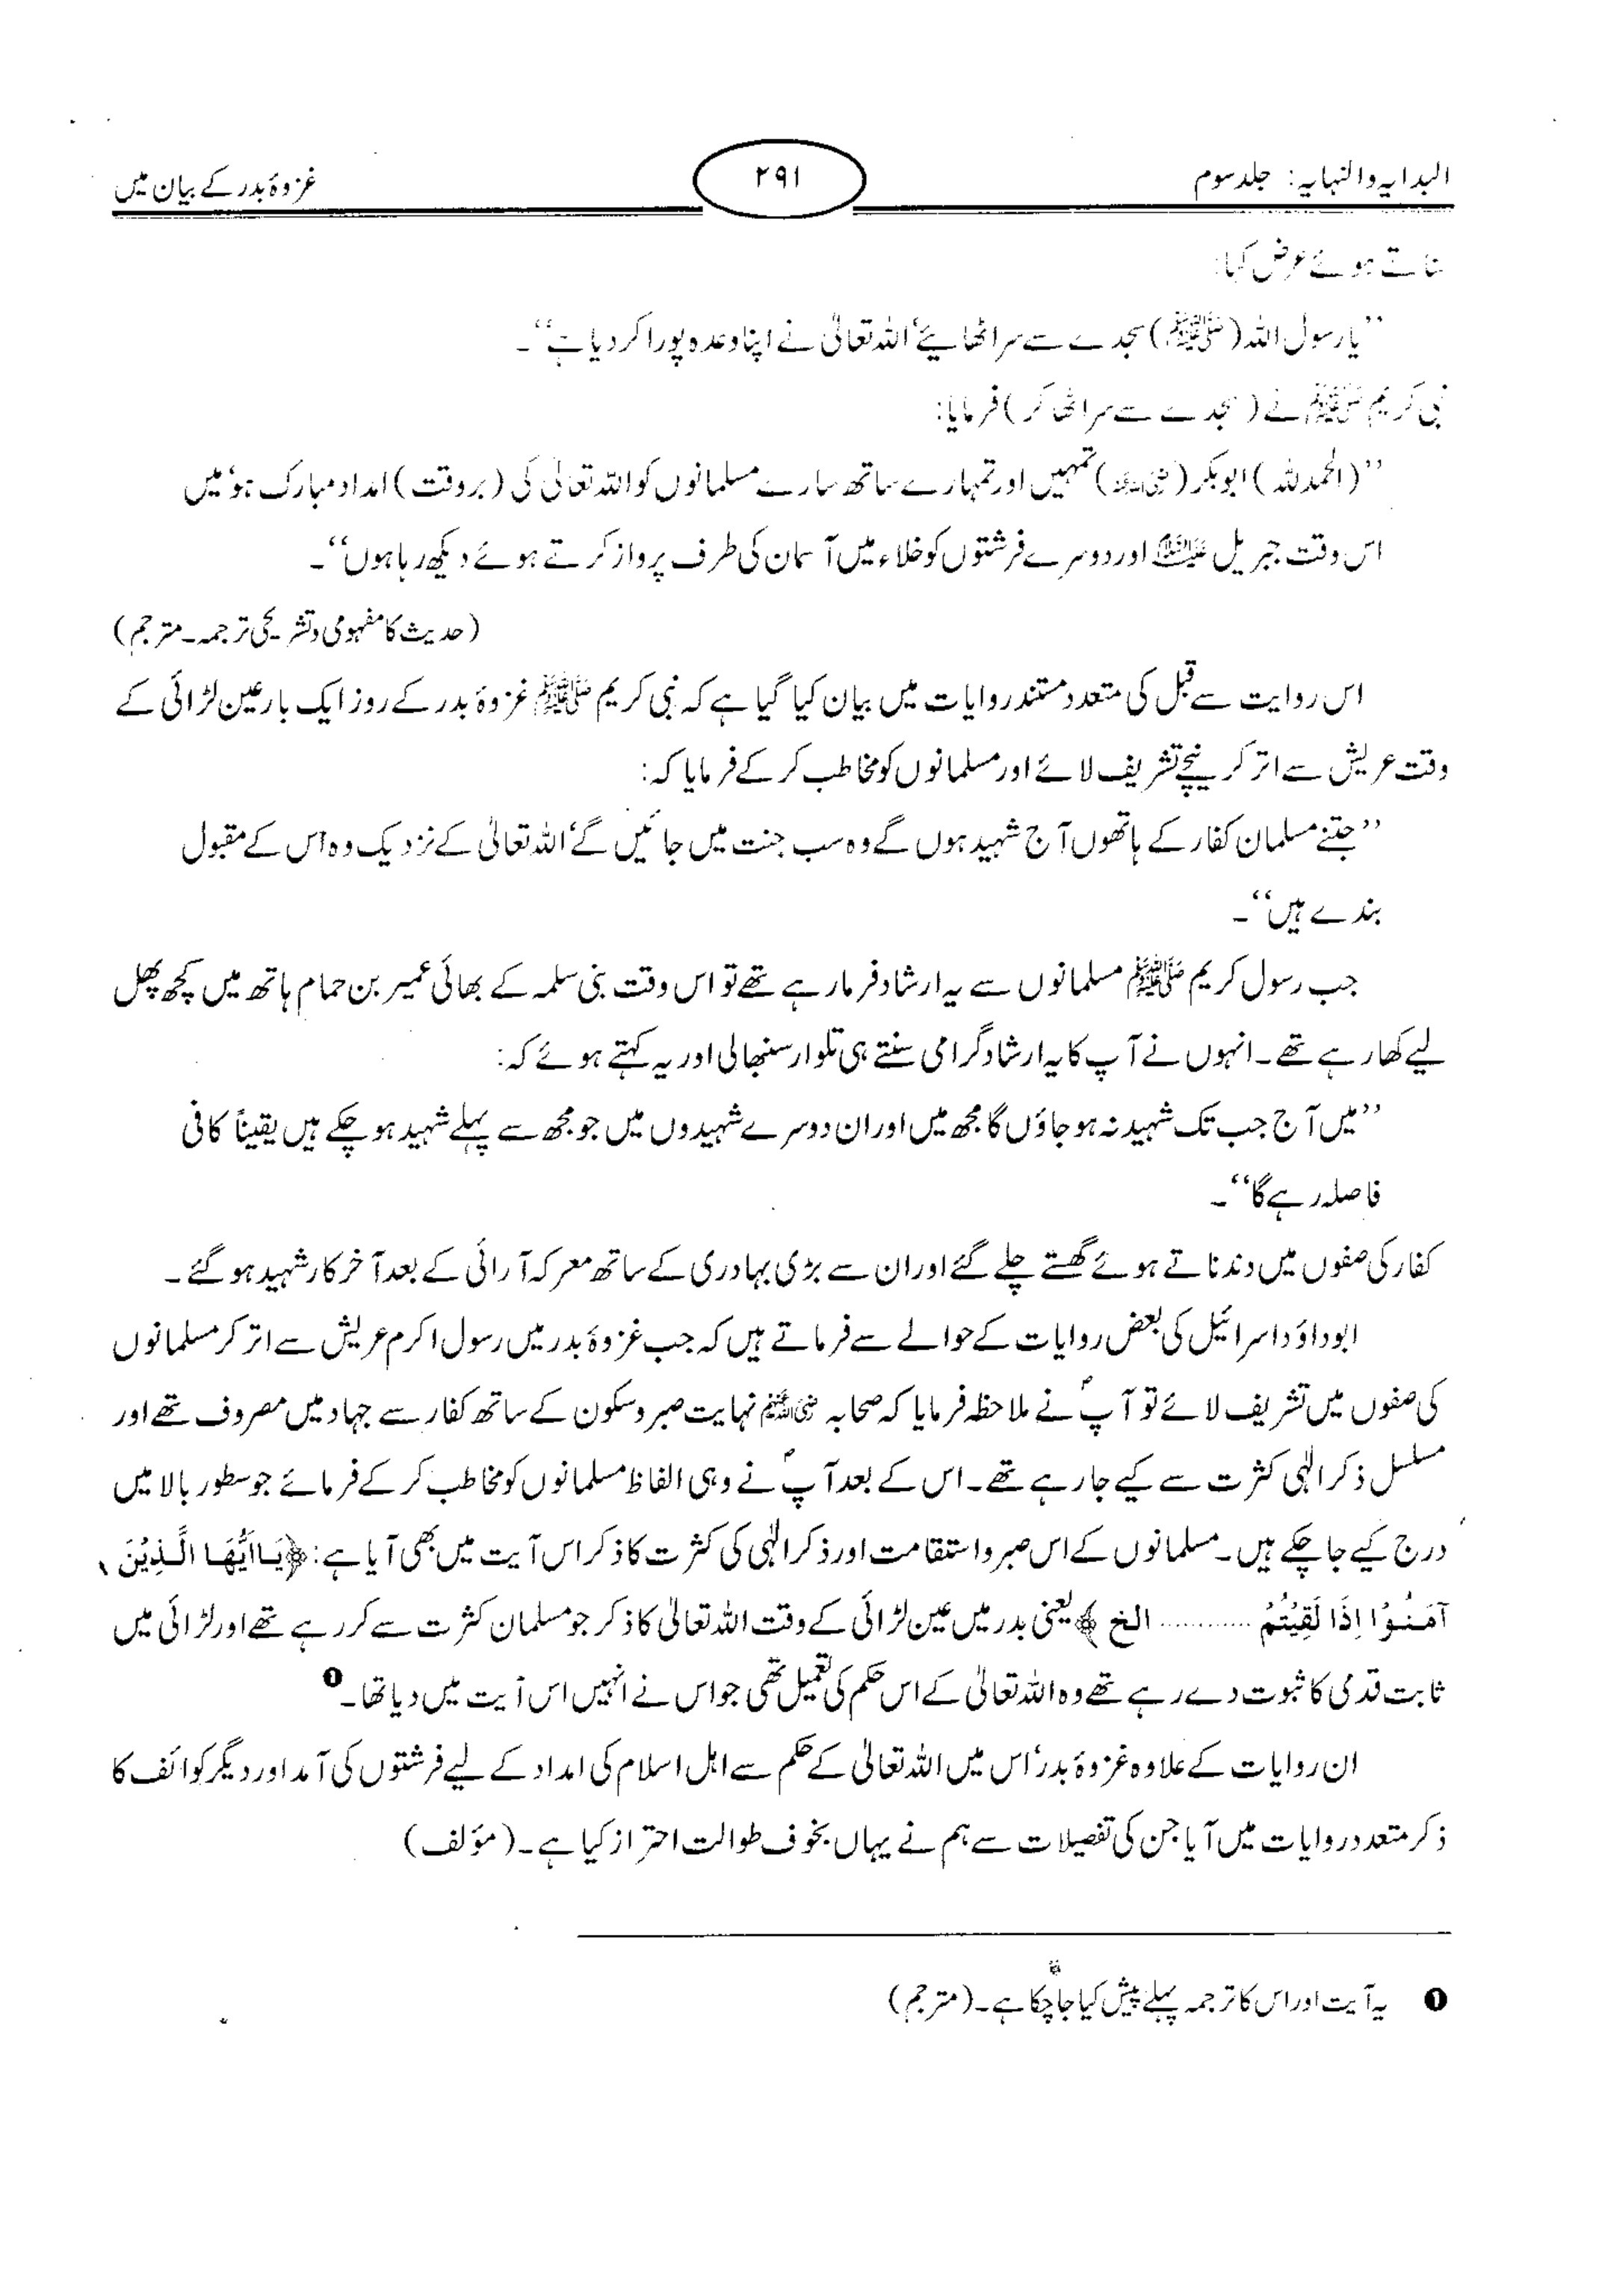 البدایہ والنہایہ: جلد سوم
۲۹۱
غزوۂ بدر کے بیان میں
ہوئے عرض کیا:
’’یا رسول اللہ (ﷺ) سجدے سے سر اٹھائیے‘ اللہ تعالیٰ نے اپنا وعدہ پورا کر دیا ہے‘‘۔
نبی کریم ﷺ نے (سجدے سے سر اٹھا کر) فرمایا:
’’(الحمد للہ) ابو بکر (رضی اللہ عنہ) تمہیں اور تمہارے ساتھ سارے مسلمانوں کو اللہ تعالیٰ کی (بروقت) امداد مبارک ہو‘ میں
اس وقت جبریل علیہ السلام اور دوسرے فرشتوں کو خلاء میں آسمان کی طرف پرواز کرتے ہوئے دیکھ رہا ہوں‘‘۔
(حدیث کا مفہومی و تشریحی ترجمہ۔ مترجم)
اس روایت سے قبل کی متعدد مستند روایات میں بیان کیا گیا ہے کہ نبی کریم ﷺ غزوۂ بدر کے روز ایک بار عین لڑائی کے
وقت عریش سے اتر کر نیچے تشریف لائے اور مسلمانوں کو مخاطب کر کے فرمایا کہ:
’’جتنے مسلمان کفار کے ہاتھوں آج شہید ہوں گے وہ سب جنت میں جائیں گے‘ اللہ تعالیٰ کے نزدیک وہ اس کے مقبول
بندے ہیں‘‘۔
جب رسول کریم ﷺ مسلمانوں سے یہ ارشاد فرما رہے تھے تو اس وقت بنی سلمہ کے بھائی عمیر بن حمام ہاتھ میں کچھ پھل
لیے کھا رہے تھے۔ انہوں نے آپ کا یہ ارشاد گرامی سنتے ہی تلوار سنبھالی اور یہ کہتے ہوئے کہ:
’’میں آج جب تک شہید نہ ہو جاؤں گا مجھ میں اور ان دوسرے شہیدوں میں جو مجھ سے پہلے شہید ہو چکے ہیں یقیناً کافی
فاصلہ رہے گا‘‘۔
کفار کی صفوں میں دندناتے ہوئے گھستے چلے گئے اور ان سے بڑی بہادری کے ساتھ معرکہ آرائی کے بعد آخر کار شہید ہو گئے۔
ابو داؤد اسرائیل کی بعض روایات کے حوالے سے فرماتے ہیں کہ جب غزوۂ بدر میں رسول اکرم عریش سے اتر کر مسلمانوں
کی صفوں میں تشریف لائے تو آپؐ نے ملاحظہ فرمایا کہ صحابہ رضی اللہ عنہم نہایت صبر و سکون کے ساتھ کفار سے جہاد میں مصروف تھے اور
مسلسل ذکر الٰہی کثرت سے کیے جا رہے تھے۔ اس کے بعد آپؐ نے وہی الفاظ مسلمانوں کو مخاطب کر کے فرمائے جو سطور بالا میں
درج کیے جا چکے ہیں۔ مسلمانوں کے اس صبر و استقامت اور ذکر الٰہی کی کثرت کا ذکر اس آیت میں بھی آیا ہے: ﴿یَا اَیُّھَا الَّذِیْنَ
آمَنُوْا اِذَا لَقِیْتُمْ ........... الخ﴾ یعنی بدر میں عین لڑائی کے وقت اللہ تعالیٰ کا ذکر جو مسلمان کثرت سے کر رہے تھے اور لڑائی میں
ثابت قدمی کا ثبوت دے رہے تھے وہ اللہ تعالیٰ کے اس حکم کی تعمیل تھی جو اس نے انہیں اس آیت میں دیا تھا۔❶
ان روایات کے علاوہ غزوۂ بدر‘ اس میں اللہ تعالیٰ کے حکم سے اہل اسلام کی امداد کے لیے فرشتوں کی آمد اور دیگر کوائف کا
ذکر متعدد روایات میں آیا جن کی تفصیلات سے ہم نے یہاں بخوف طوالت احتراز کیا ہے۔ (مؤلف)
❶ یہ آیت اور اس کا ترجمہ پہلے پیش کیا جا چکا ہے۔ (مترجم)